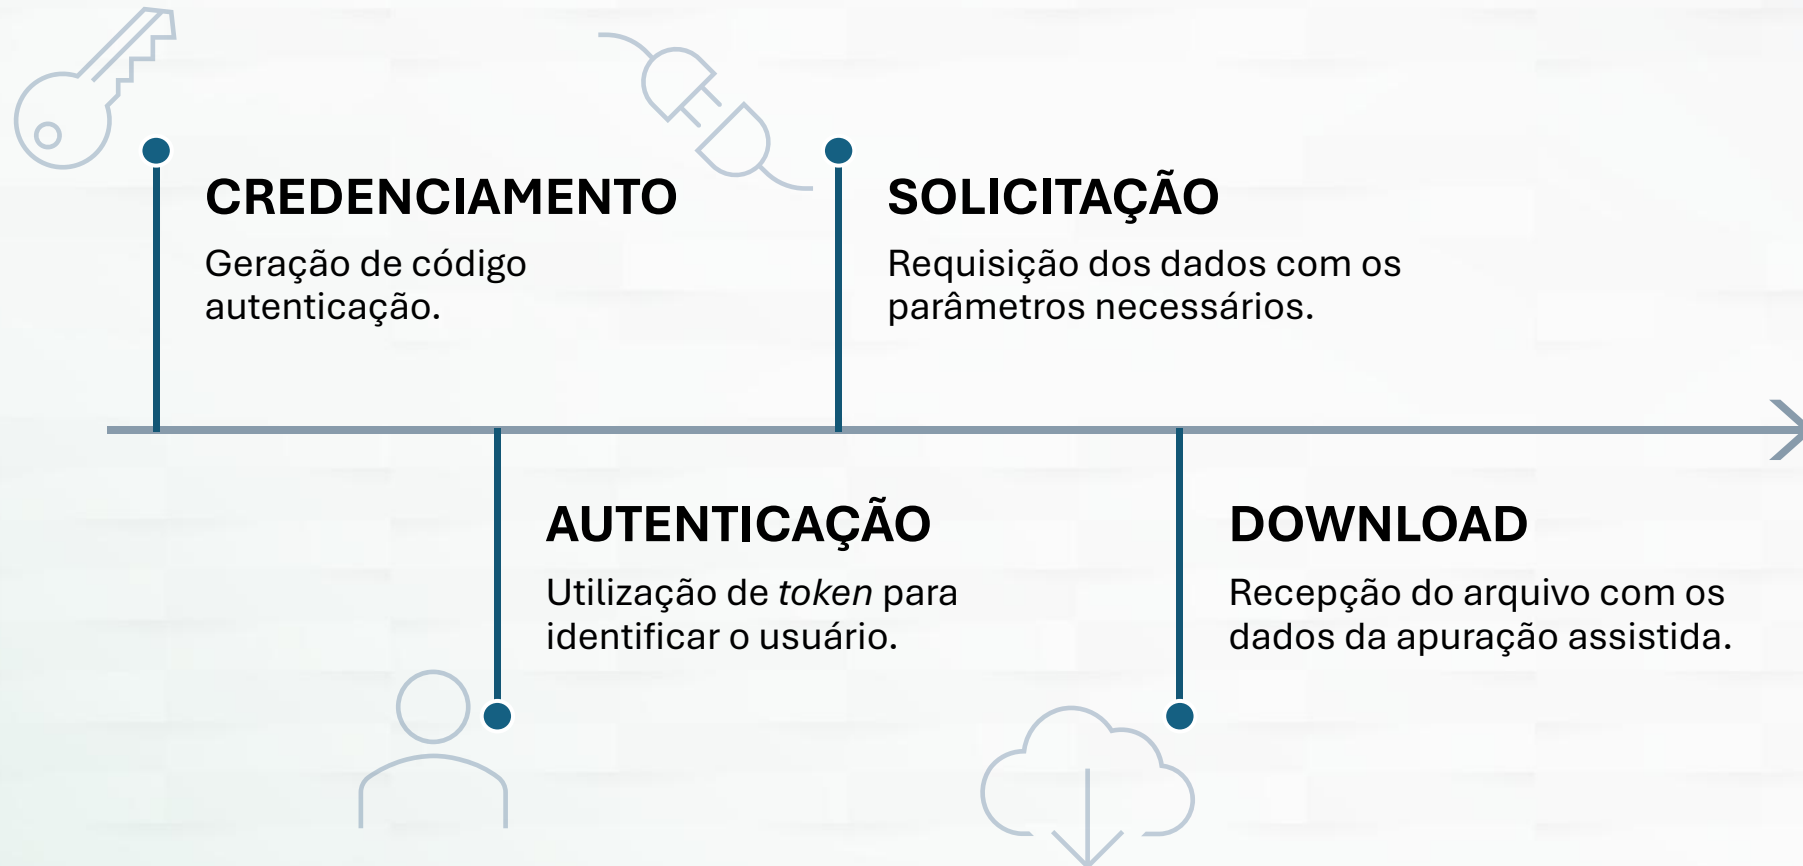 CREDENCIAMENTO
Geração de código
autenticação.
SOLICITAÇÃO
Requisição dos dados com os
parâmetros necessários.
AUTENTICAÇÃO
Utilização de token para
identificar o usuário.
DOWNLOAD
Recepção do arquivo com os
dados da apuração assistida.